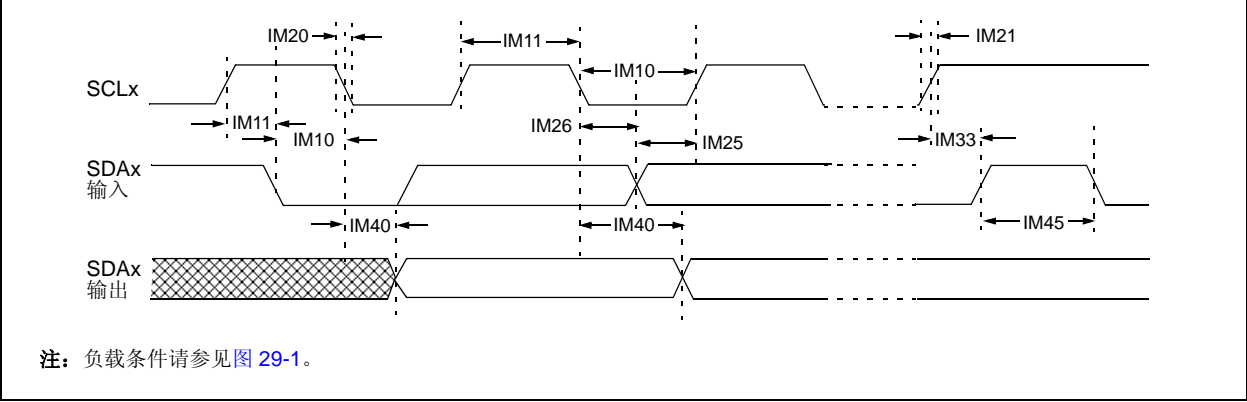 IM20
IM11
IM21
SCLx
IM10
IM11
IM10
IM26
IM25
IM33
SDAx
输入
IM40
IM40
IM45
SDAx
输出
注：负载条件请参见图 29-1。